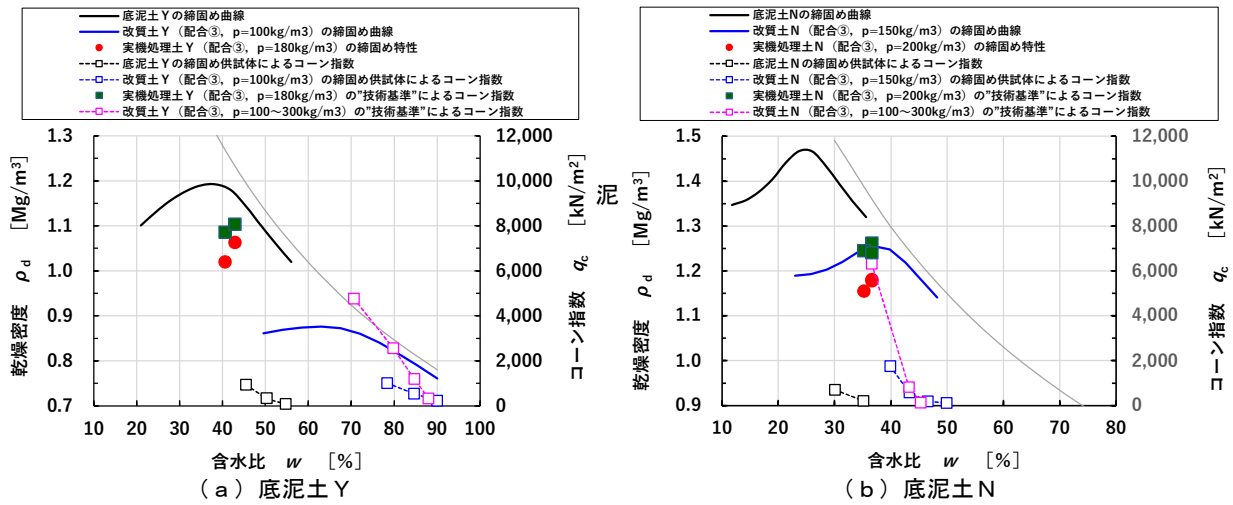 底泥土Yの締固め曲線
改質土Y（配合③，p=100kg/m3）の締固め曲線
実機処理土Y（配合③，p=180kg/m3）の締固め特性
底泥土Yの締固め供試体によるコーン指数
改質土Y（配合③，p=100kg/m3）の締固め供試体によるコーン指数
実機処理土Y（配合③，p=180kg/m3）の”技術基準”によるコーン指数
改質土Y（配合③，p=100～300kg/m3）の”技術基準”によるコーン指数
1.3
1.2
1.1
1.0
0.9
0.8
0.7
乾燥密度 ρd ［Mg/m³］
12,000
10,000
8,000
6,000
4,000
2,000
0
コーン指数 qc ［kN/m²］
10 20 30 40 50 60 70 80 90 100
含水比 w ［%］
（a）底泥土Y
泥
底泥土Nの締固め曲線
改質土N（配合③，p=150kg/m3）の締固め曲線
実機処理土N（配合③，p=200kg/m3）の締固め特性
底泥土Nの締固め供試体によるコーン指数
改質土N（配合③，p=150kg/m3）の締固め供試体によるコーン指数
実機処理土N（配合③，p=200kg/m3）の”技術基準”によるコーン指数
改質土N（配合③，p=100～300kg/m3）の”技術基準”によるコーン指数
1.5
1.4
1.3
1.2
1.1
1.0
0.9
乾燥密度 ρd ［Mg/m³］
12,000
10,000
8,000
6,000
4,000
2,000
0
コーン指数 qc ［kN/m²］
10 20 30 40 50 60 70 80
含水比 w ［%］
（b）底泥土N